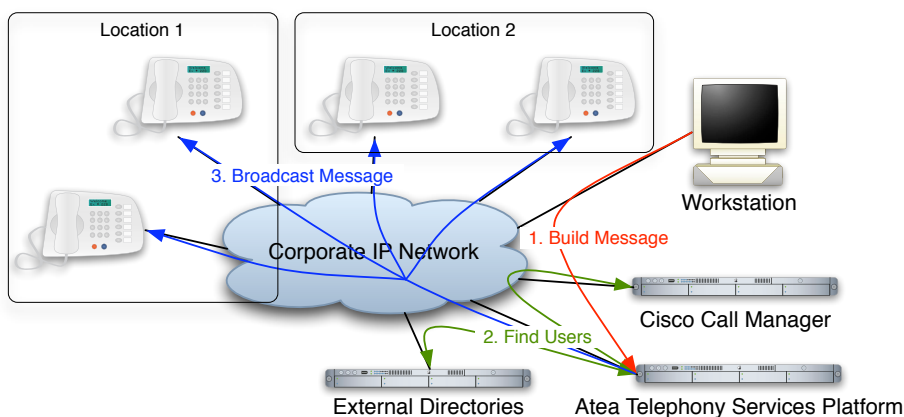 Location 1
Location 2
3. Broadcast Message
Workstation
1. Build Message
Corporate IP Network
Cisco Call Manager
2. Find Users
External Directories
Atea Telephony Services Platform